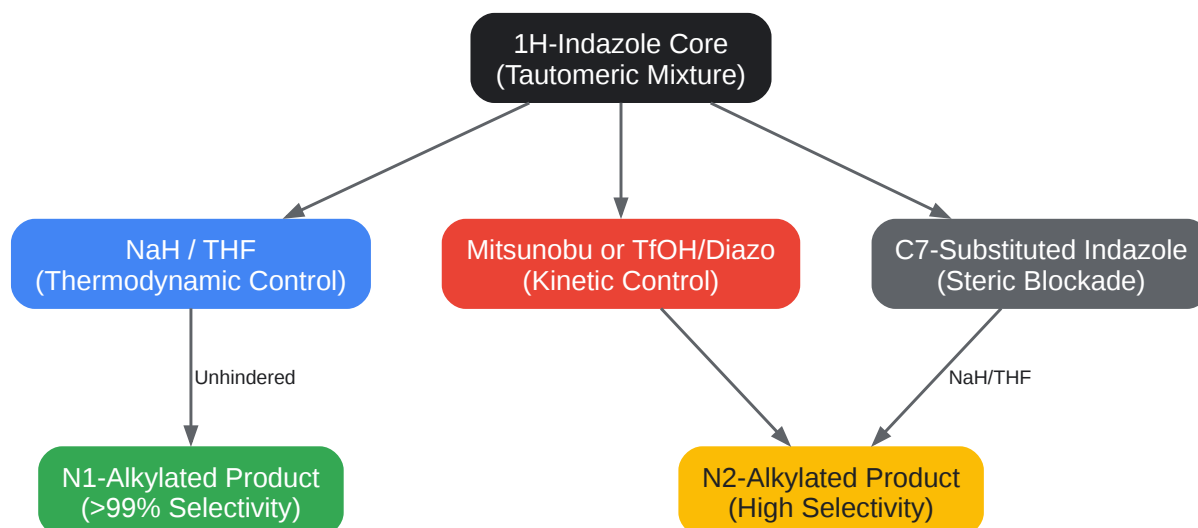 1H-Indazole Core
(Tautomeric Mixture)
NaH / THF
(Thermodynamic Control)
Mitsunobu or TfOH/Diazo
(Kinetic Control)
C7-Substituted Indazole
(Steric Blockade)
Unhindered
NaH/THF
N1-Alkylated Product
(>99% Selectivity)
N2-Alkylated Product
(High Selectivity)